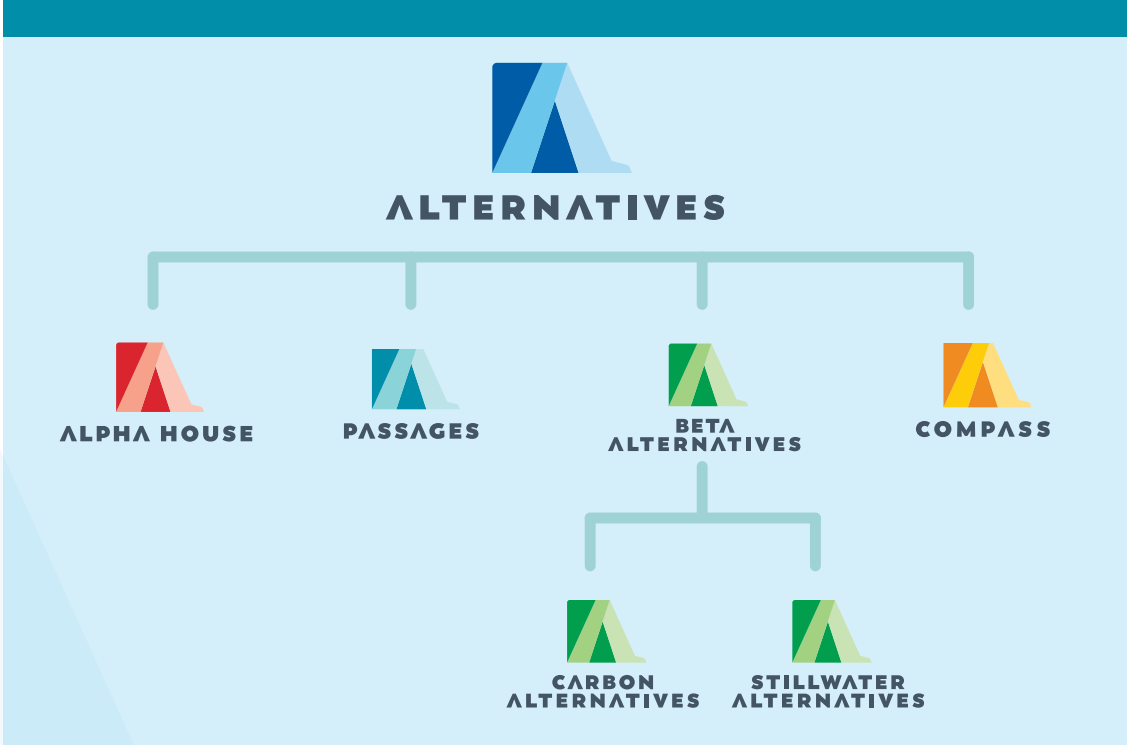 ALTERNATIVES
ALPHA HOUSE
PASSAGES
BETA
ALTERNATIVES
COMPASS
CARBON
ALTERNATIVES
STILLWATER
ALTERNATIVES